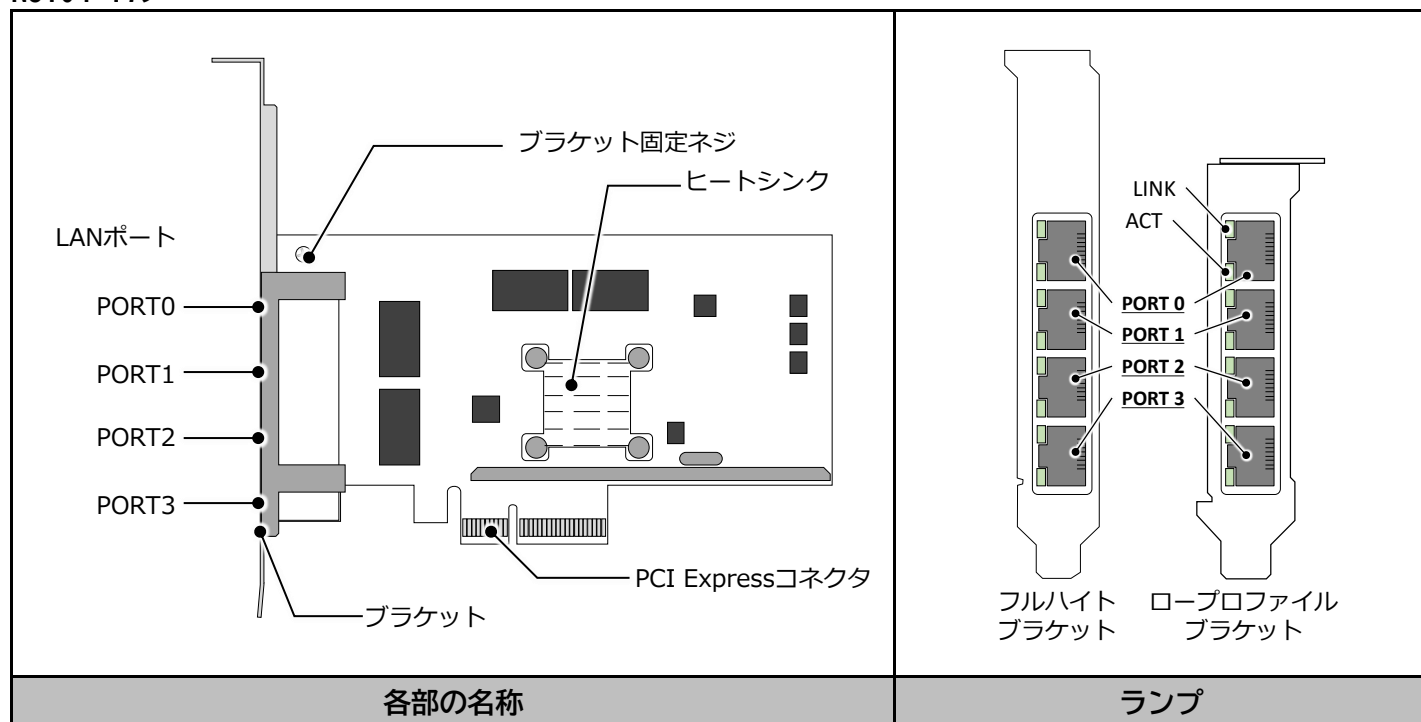 ブラケット固定ネジ
ヒートシンク
LANポート
PORT0
PORT1
PORT2
PORT3
PCI Expressコネクタ
ブラケット
各部の名称
LINK
ACT
PORT 0
PORT 1
PORT 2
PORT 3
フルハイト
ブラケット
ロープロファイル
ブラケット
ランプ